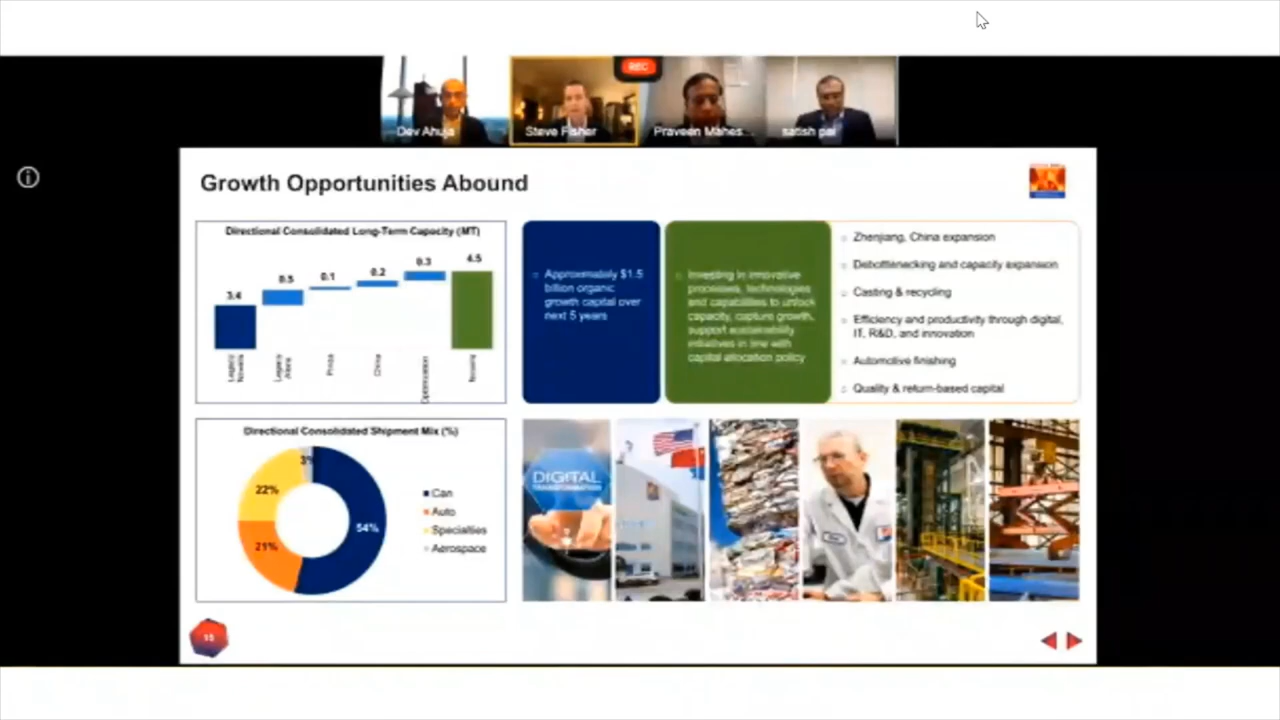 REC
Dev Ahuja
Steve Fisher
Praveen Mahes...
satish pai
Growth Opportunities Abound
Directional Consolidated Long-Term Capacity (MT)
3.4
0.5
0.1
0.2
0.3
4.5
Legacy
Novelis
Legacy
Aleris
Pinda
China
Optimization
Novelis
Approximately $1.5
billion organic
growth capital over
next 5 years
Investing in innovative
processes, technologies
and capabilities to unlock
capacity, capture growth,
support sustainability
initiatives in line with
capital allocation policy
Zhenjiang, China expansion
Debottlenecking and capacity expansion
Casting & recycling
Efficiency and productivity through digital,
IT, R&D, and innovation
Automotive finishing
Quality & return-based capital
Directional Consolidated Shipment Mix (%)
3%
22%
54%
21%
Can
Auto
Specialties
Aerospace
DIGITAL
TRANSFORMATION
15